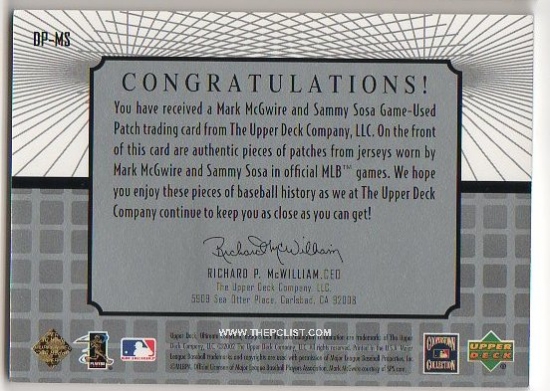 DP-MS
CONGRATULATIONS!
You have received a Mark McGwire and Sammy Sosa Game-Used
Patch trading card from The Upper Deck Company, LLC. On the front
of this card are authentic pieces of patches from jerseys worn by
Mark McGwire and Sammy Sosa in official MLB™ games. We hope
you enjoy these pieces of baseball history as we at The Upper Deck
Company continue to keep you as close as you can get!
Richard McWilliam
RICHARD P. McWILLIAM, CEO
The Upper Deck Company, LLC.
5909 Sea Otter Place, Carlsbad, CA 92008
WWW.THEPCLIST.COM
UPPER
DECK